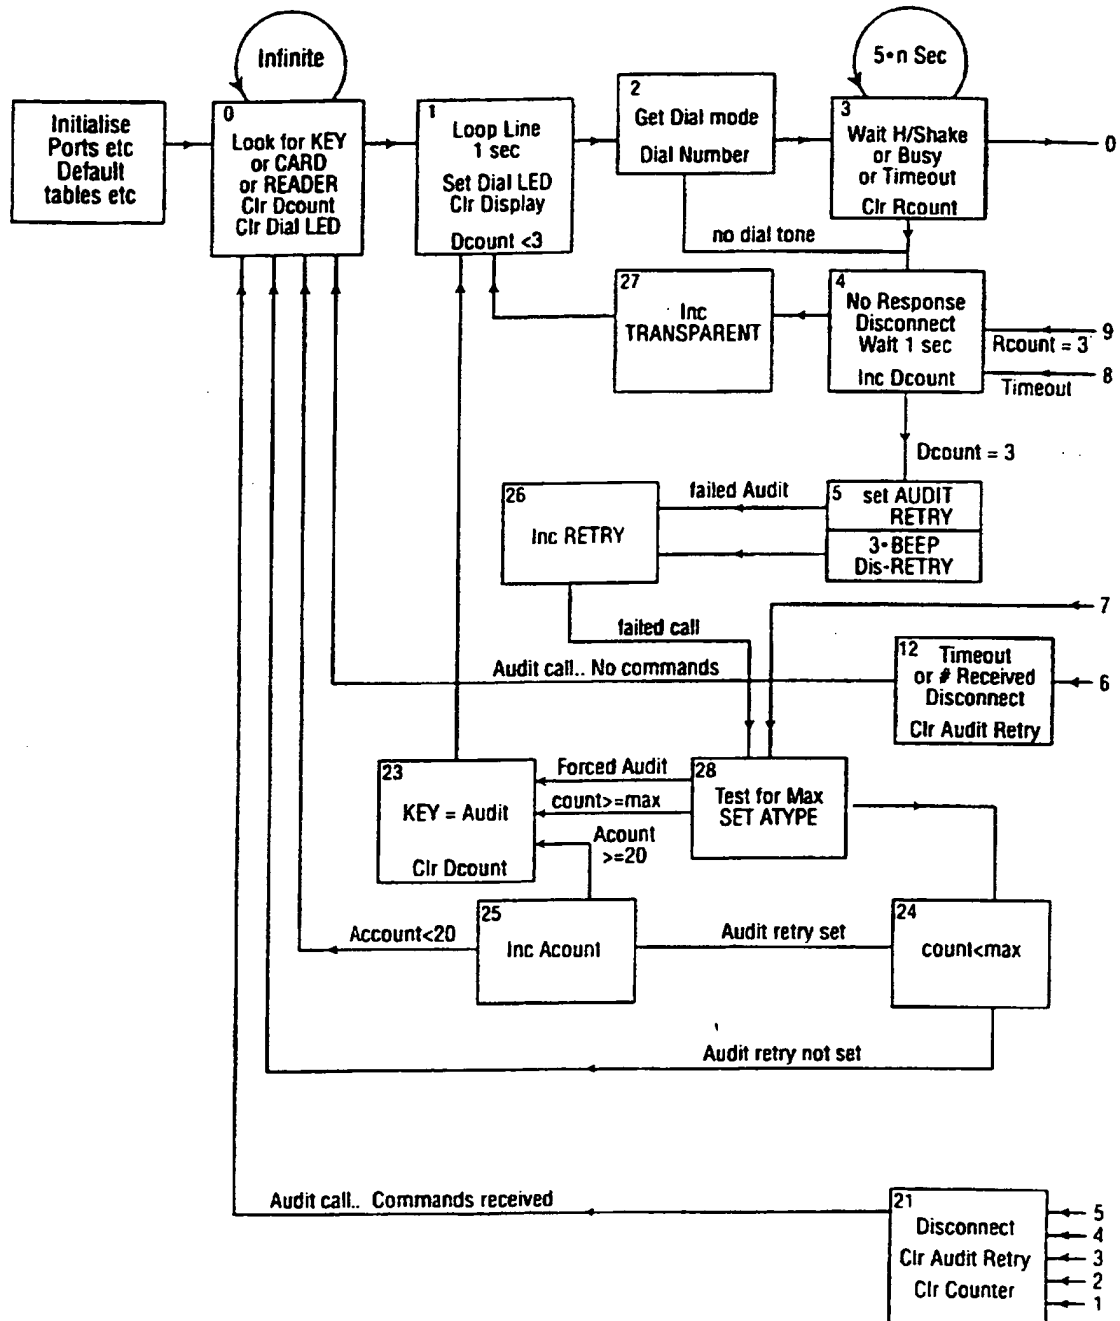 Infinite
5•n Sec
Initialise
Ports etc
Default
tables etc
0
Look for KEY
or CARD
or READER
Clr Dcount
Clr Dial LED
1
Loop Line
1 sec
Set Dial LED
Clr Display
Dcount <3
2
Get Dial mode
Dial Number
3
Wait H/Shake
or Busy
or Timeout
Clr Rcount
0
no dial tone
27
Inc
TRANSPARENT
4
No Response
Disconnect
Wait 1 sec
Inc Dcount
9
Rcount = 3
8
Timeout
Dcount = 3
26
Inc RETRY
failed Audit
5
set AUDIT
RETRY
3•BEEP
Dis-RETRY
7
failed call
Audit call.. No commands
12
Timeout
or # Received
Disconnect
Clr Audit Retry
6
23
KEY = Audit
Clr Dcount
Forced Audit
count>=max
Acount
>=20
28
Test for Max
SET ATYPE
Account<20
25
Inc Acount
Audit retry set
24
count<max
Audit retry not set
Audit call.. Commands received
21
Disconnect
Clr Audit Retry
Clr Counter
5
4
3
2
1